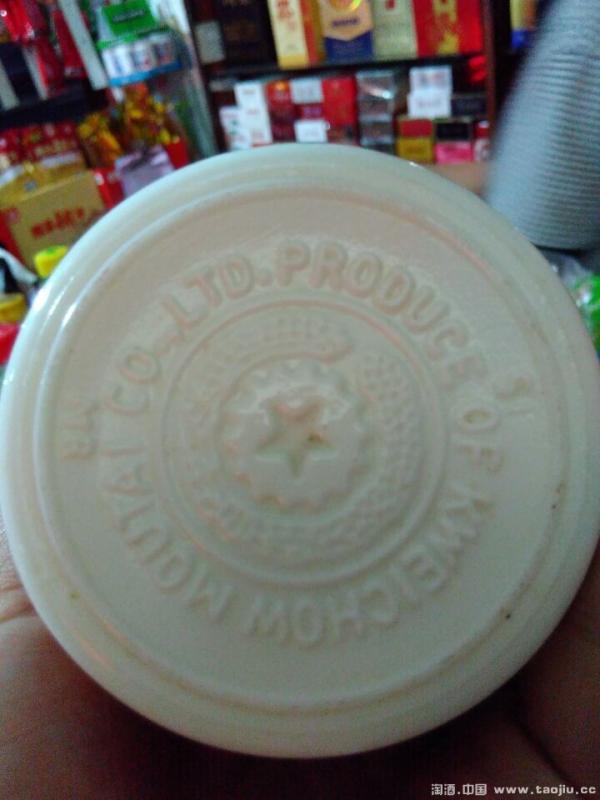 PRODUCE OF KWEICHOW MOUTAI CO.,LTD.
淘酒.中国 www.taojiu.cc